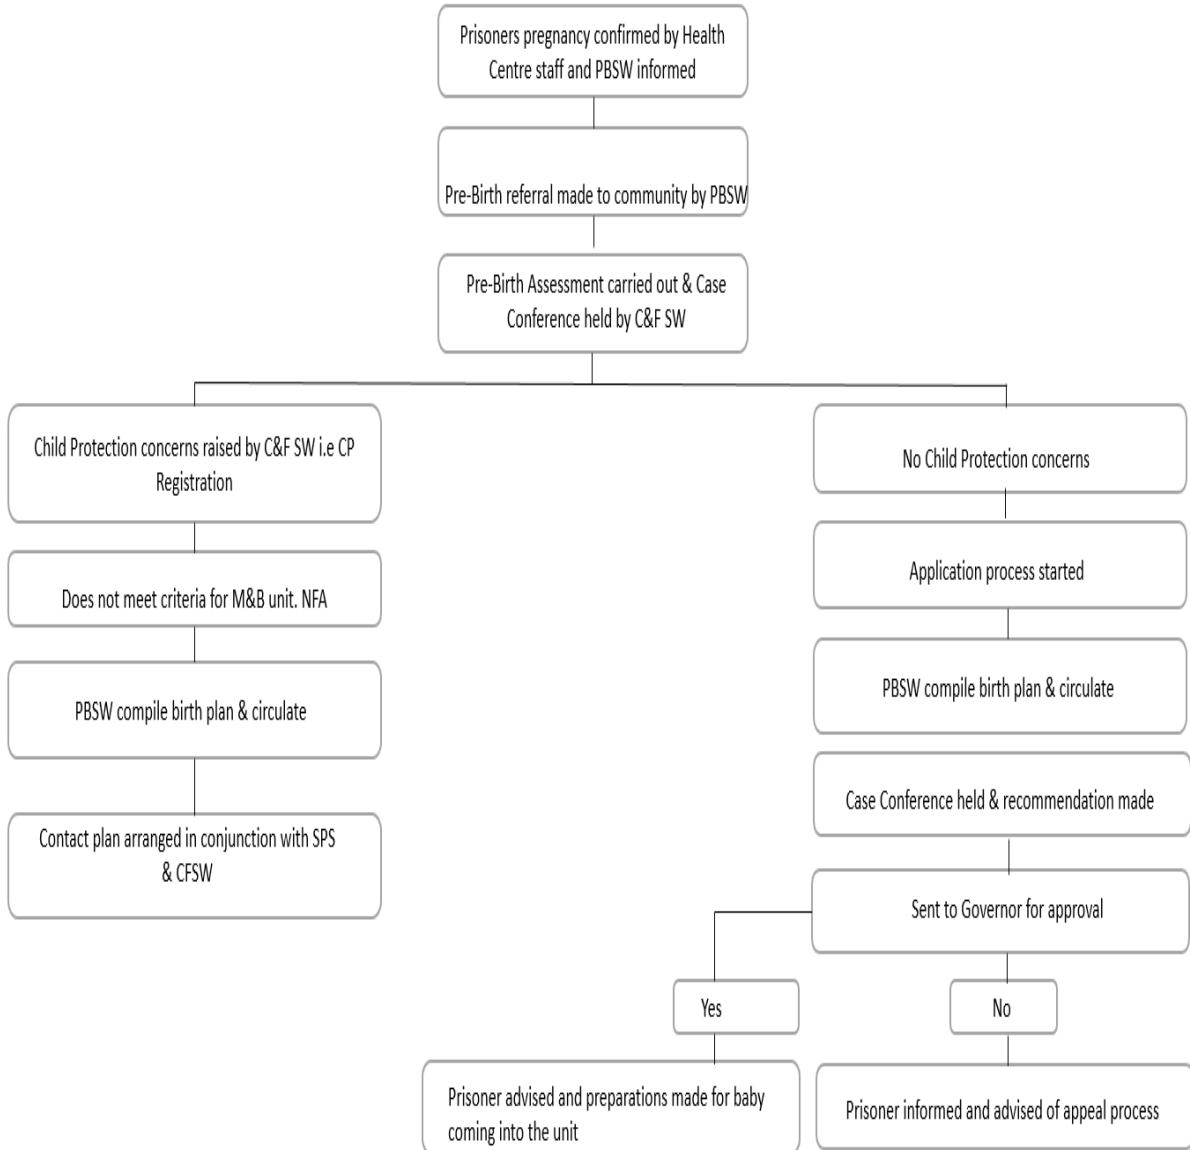 Prisoners pregnancy confirmed by Health
Centre staff and PBSW informed
Pre-Birth referral made to community by PBSW
Pre-Birth Assessment carried out & Case
Conference held by C&F SW
Child Protection concerns raised by C&F SW i.e CP
Registration
Does not meet criteria for M&B unit. NFA
PBSW compile birth plan & circulate
Contact plan arranged in conjunction with SPS
& CFSW
No Child Protection concerns
Application process started
PBSW compile birth plan & circulate
Case Conference held & recommendation made
Sent to Governor for approval
Yes
No
Prisoner advised and preparations made for baby
coming into the unit
Prisoner informed and advised of appeal process